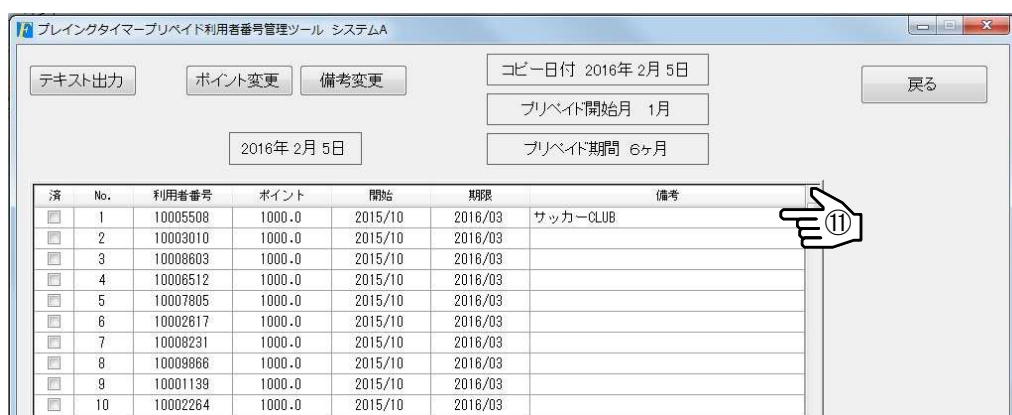 プレイングタイマープリペイド利用者番号管理ツール システムA
テキスト出力 ポイント変更 備考変更 コピー日付 2016年 2月 5日 戻る
プリペイド開始月 1月
2016年 2月 5日 プリペイド期間 6ヶ月
済 No. 利用者番号 ポイント 開始 期限 備考
1 10005508 1000.0 2015/10 2016/03 サッカーCLUB ⑪
2 10003010 1000.0 2015/10 2016/03
3 10008603 1000.0 2015/10 2016/03
4 10006512 1000.0 2015/10 2016/03
5 10007805 1000.0 2015/10 2016/03
6 10002617 1000.0 2015/10 2016/03
7 10008231 1000.0 2015/10 2016/03
8 10009866 1000.0 2015/10 2016/03
9 10001139 1000.0 2015/10 2016/03
10 10002264 1000.0 2015/10 2016/03